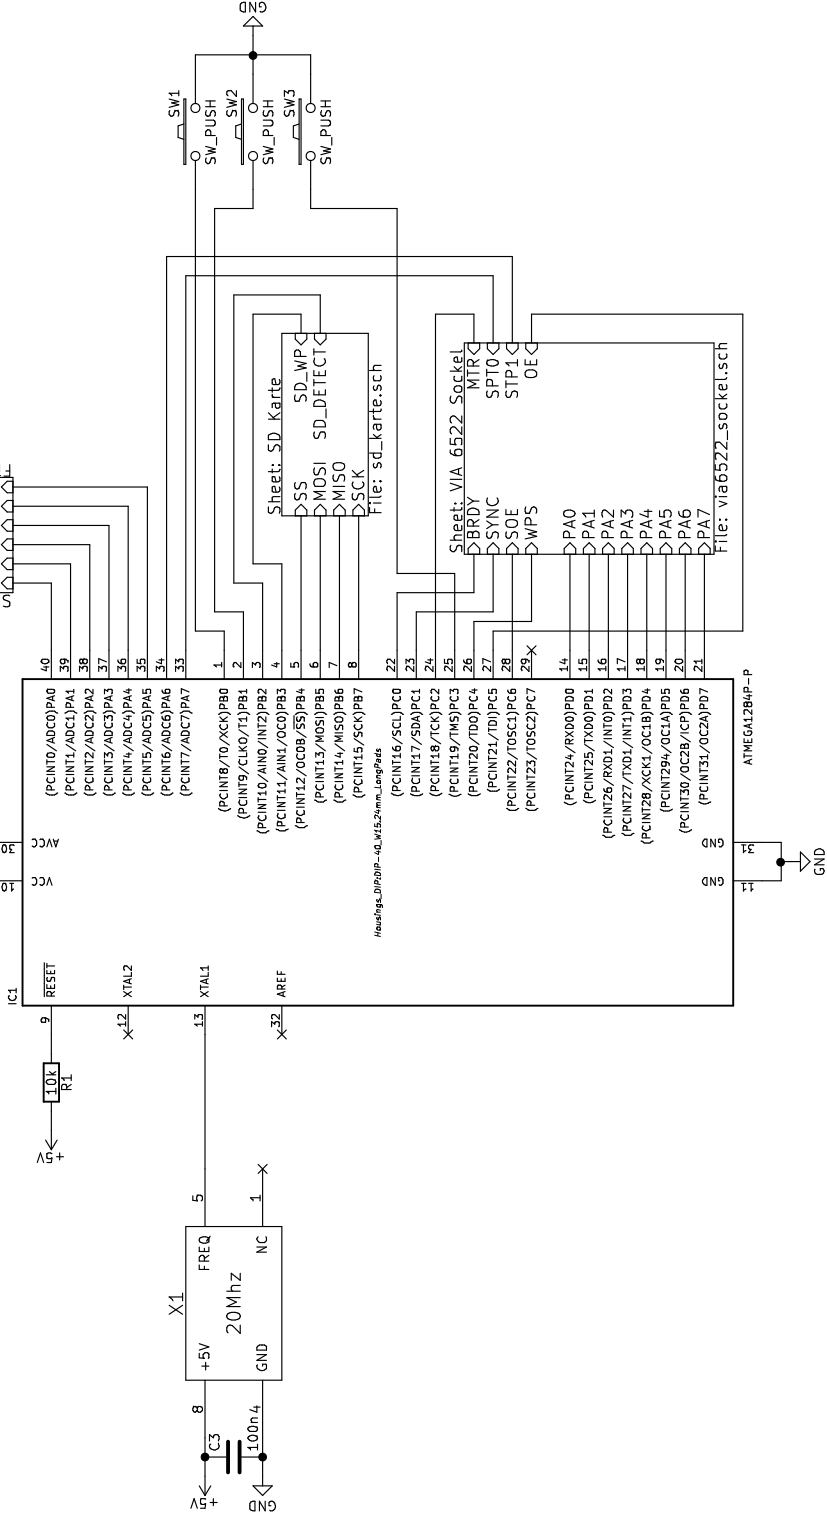 GND
SW1
SW_PUSH
SW2
SW_PUSH
SW3
SW_PUSH
Sheet: SD Karte
SD_WP
SD_DETECT
SS
MOSI
MISO
SCK
File: sd_karte.sch
Sheet: VIA 6522 Sockel
MTR
SPT0
STP1
OE
BRDY
SYNC
SOE
WPS
PA0
PA1
PA2
PA3
PA4
PA5
PA6
PA7
File: via6522_sockel.sch
40
39
38
37
36
35
34
33
1
2
3
4
5
6
7
8
22
23
24
25
26
27
28
29
14
15
16
17
18
19
20
21
(PCINT0/ADC0)PA0
(PCINT1/ADC1)PA1
(PCINT2/ADC2)PA2
(PCINT3/ADC3)PA3
(PCINT4/ADC4)PA4
(PCINT5/ADC5)PA5
(PCINT6/ADC6)PA6
(PCINT7/ADC7)PA7
(PCINT8/T0/XCK)PB0
(PCINT9/CLKO/T1)PB1
(PCINT10/AIN0/INT2)PB2
(PCINT11/AIN1/OC0)PB3
(PCINT12/OC0B/SS)PB4
(PCINT13/MOSI)PB5
(PCINT14/MISO)PB6
(PCINT15/SCK)PB7
(PCINT16/SCL)PC0
(PCINT17/SDA)PC1
(PCINT18/TCK)PC2
(PCINT19/TMS)PC3
(PCINT20/TDO)PC4
(PCINT21/TDI)PC5
(PCINT22/TOSC1)PC6
(PCINT23/TOSC2)PC7
(PCINT24/RXD0)PD0
(PCINT25/TXD0)PD1
(PCINT26/RXD1/INT0)PD2
(PCINT27/TXD1/INT1)PD3
(PCINT28/XCK1/OC1B)PD4
(PCINT294/OC1A)PD5
(PCINT30/OC2B/ICP)PD6
(PCINT31/OC2A)PD7
ATMEGA1284P-P
Housings_DIP:DIP-40_W15.24mm_LongPads
30
AVCC
10
VCC
GND
31
GND
11
GND
IC1
RESET
XTAL2
XTAL1
AREF
9
12
13
32
10k
R1
+5V
5
1
FREQ
NC
X1
20Mhz
+5V
GND
8
4
C3
100n
+5V
GND